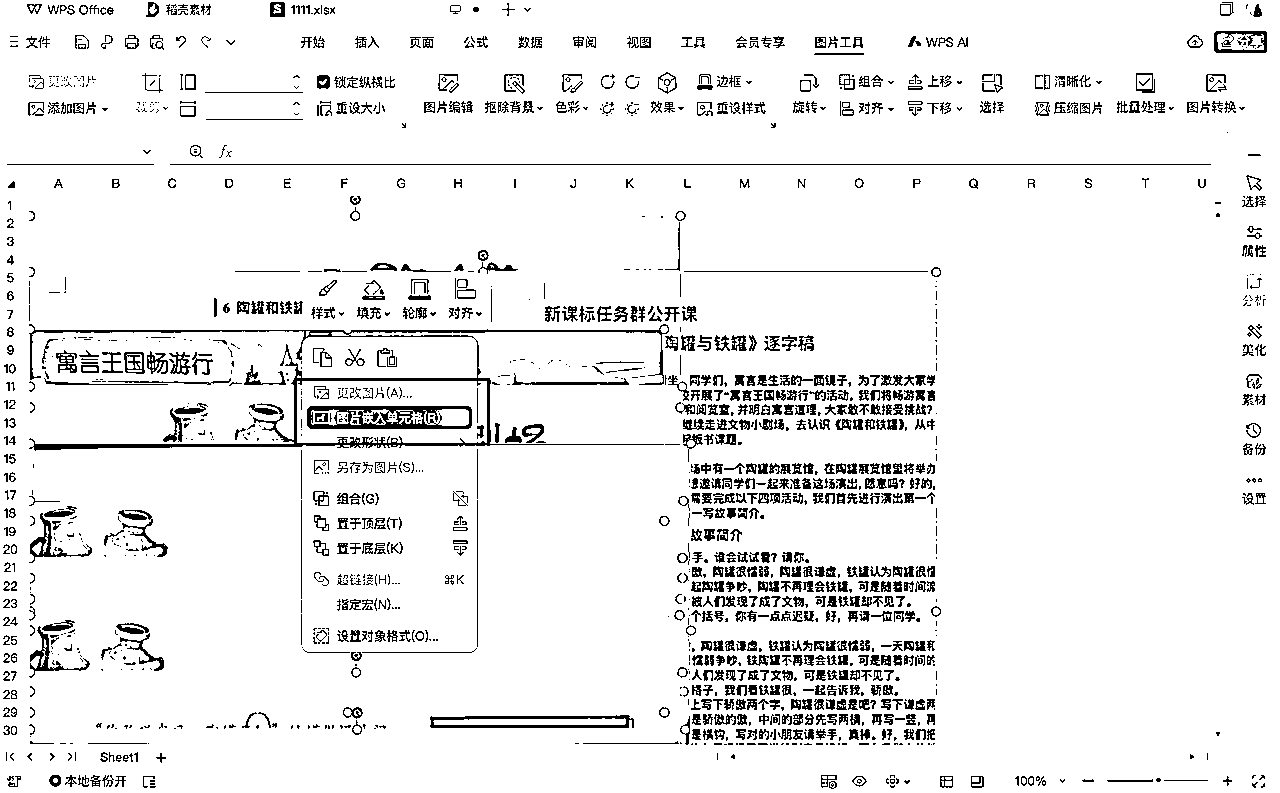 WPS Office 稻壳素材 1111.xlsx
文件 开始 插入 页面 公式 数据 审阅 视图 工具 会员专享 图片工具 WPS AI
更改图片 锁定纵横比 边框 组合 上移 清晰化
添加图片 裁剪 重设大小 图片编辑 抠除背景 色彩 效果 重设样式 旋转 对齐 下移 选择 压缩图片 批量处理 图片转换
fx
A B C D E F G H I J K L M N O P Q R S T U
1
2
3
4
5
6
7
8
9
10
11
12
13
14
15
16
17
18
19
20
21
22
23
24
25
26
27
28
29
30
6 陶罐和铁罐
样式 填充 轮廓 对齐
新课标任务群公开课
陶罐与铁罐》逐字稿
寓言王国畅游行
更改图片(A)...
图片嵌入单元格(R)
更改形状(B)
另存为图片(S)...
组合(G)
置于顶层(T)
置于底层(K)
超链接(H)... ⌘K
指定宏(N)...
设置对象格式(O)...
同学们，寓言是生活的一面镜子，为了激发大家学
开展了“寓言王国畅游行”的活动，我们将畅游寓言
和阅览室，并明白寓言道理，大家敢不敢接受挑战？
继续走进文物小剧场，去认识《陶罐和铁罐》，从中
板书课题。
场中有一个陶罐的展览馆，在陶罐展览馆里将举办
想邀请同学们一起来准备这场演出，愿意吗？好的，
需要完成以下四项活动，我们首先进行演出第一个
一写故事简介。
故事简介
手。谁会试试看？请你。
傲，陶罐很懦弱，陶罐很谦虚，铁罐认为陶罐很懦
起陶罐争吵，陶罐不再理会铁罐，可是随着时间流
被人们发现了成了文物，可是铁罐却不见了。
个括号，你有一点点迟疑，好，再请一位同学。
，陶罐很谦虚，铁罐认为陶罐很懦弱，一天陶罐和
懦弱争吵，铁陶罐不再理会铁罐，可是随着时间的
人们发现了成了文物，可是铁罐却不见了。
格子，我们看铁罐很，一起告诉我，骄傲。
上写下骄傲两个字，陶罐很谦虚是吧？写下谦虚两
是骄傲的傲，中间的部分先写两横，再写一竖，再
是横钩，写对的小朋友请举手，真棒。好，我们把
选择
属性
分析
美化
素材
备份
设置
Sheet1
本地备份开 100%